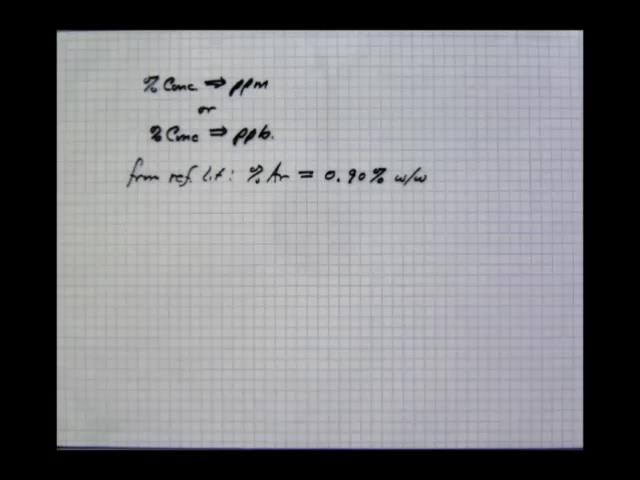 % Conc ⇒ ppm
or
% Conc ⇒ ppb.
from ref. lit: % Ar = 0.90% w/w